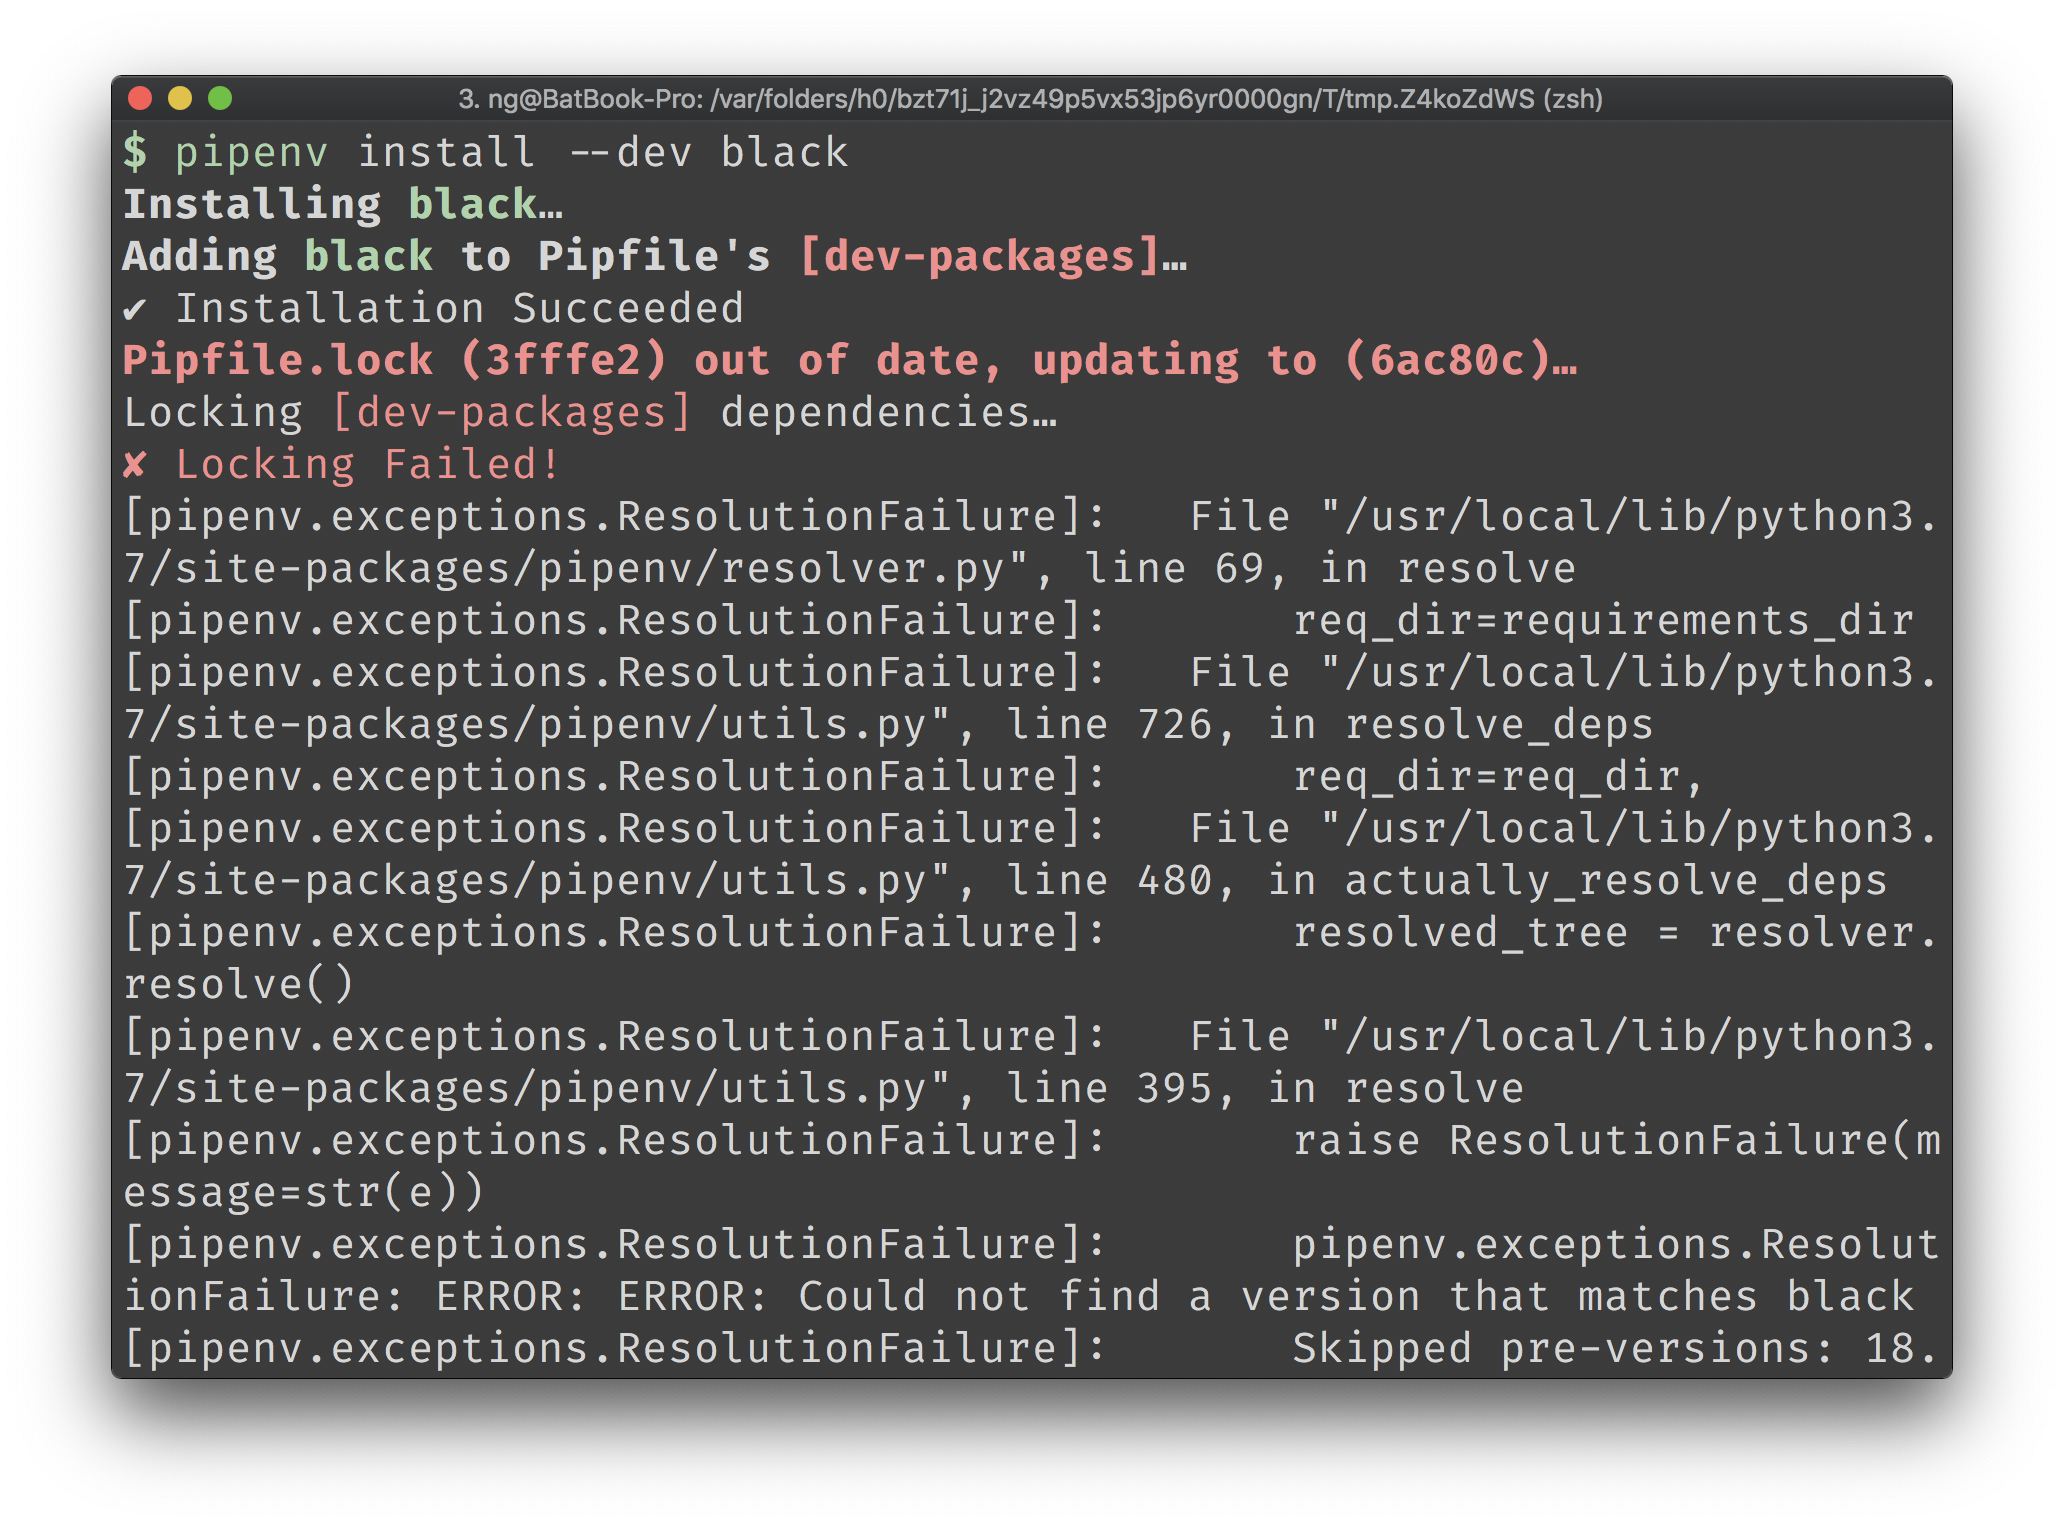 3. ng@BatBook-Pro: /var/folders/h0/bzt71j_j2vz49p5vx53jp6yr0000gn/T/tmp.Z4koZdWS (zsh)
$ pipenv install --dev black
Installing black…
Adding black to Pipfile's [dev-packages]…
✔ Installation Succeeded
Pipfile.lock (3fffe2) out of date, updating to (6ac80c)…
Locking [dev-packages] dependencies…
✘ Locking Failed!
[pipenv.exceptions.ResolutionFailure]:   File "/usr/local/lib/python3.
7/site-packages/pipenv/resolver.py", line 69, in resolve
[pipenv.exceptions.ResolutionFailure]:       req_dir=requirements_dir
[pipenv.exceptions.ResolutionFailure]:   File "/usr/local/lib/python3.
7/site-packages/pipenv/utils.py", line 726, in resolve_deps
[pipenv.exceptions.ResolutionFailure]:       req_dir=req_dir,
[pipenv.exceptions.ResolutionFailure]:   File "/usr/local/lib/python3.
7/site-packages/pipenv/utils.py", line 480, in actually_resolve_deps
[pipenv.exceptions.ResolutionFailure]:       resolved_tree = resolver.
resolve()
[pipenv.exceptions.ResolutionFailure]:   File "/usr/local/lib/python3.
7/site-packages/pipenv/utils.py", line 395, in resolve
[pipenv.exceptions.ResolutionFailure]:       raise ResolutionFailure(m
essage=str(e))
[pipenv.exceptions.ResolutionFailure]:       pipenv.exceptions.Resolut
ionFailure: ERROR: ERROR: Could not find a version that matches black
[pipenv.exceptions.ResolutionFailure]:       Skipped pre-versions: 18.